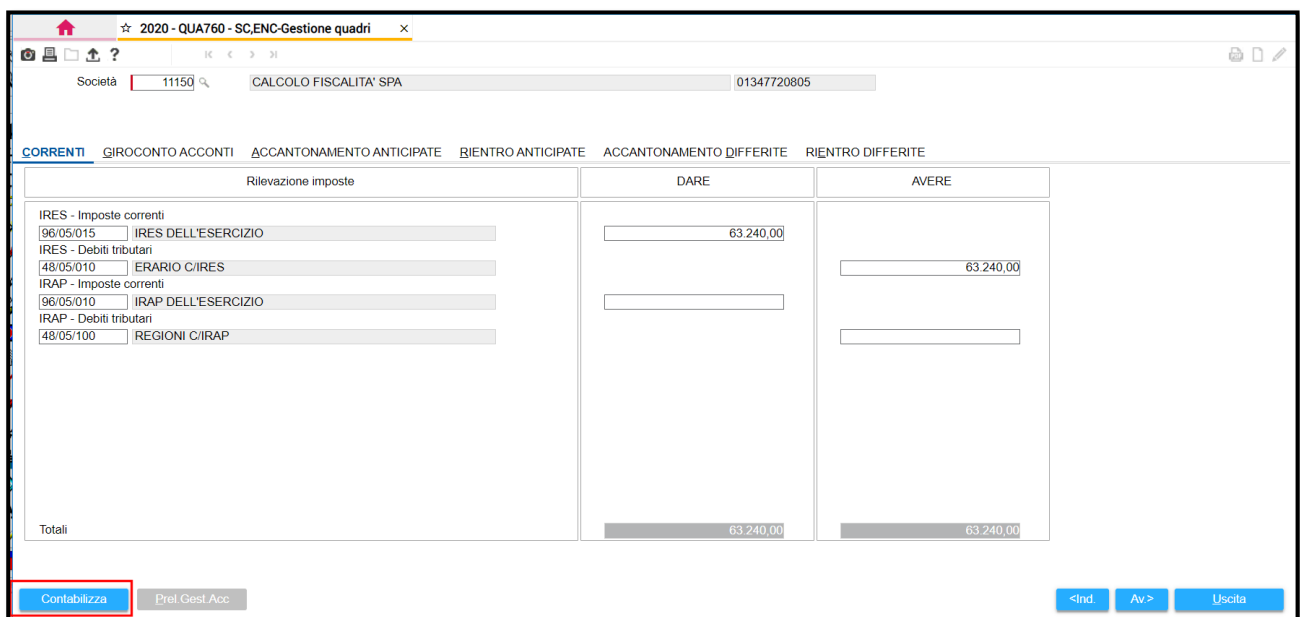 ☆ 2020 - QUA760 - SC,ENC-Gestione quadri ×
?
Società 11150 CALCOLO FISCALITA' SPA 01347720805
CORRENTI GIROCONTO ACCONTI ACCANTONAMENTO ANTICIPATE RIENTRO ANTICIPATE ACCANTONAMENTO DIFFERITE RIENTRO DIFFERITE
Rilevazione imposte DARE AVERE
IRES - Imposte correnti
96/05/015 IRES DELL'ESERCIZIO 63.240,00
IRES - Debiti tributari
48/05/010 ERARIO C/IRES 63.240,00
IRAP - Imposte correnti
96/05/010 IRAP DELL'ESERCIZIO
IRAP - Debiti tributari
48/05/100 REGIONI C/IRAP
Totali 63.240,00 63.240,00
Contabilizza Prel.Gest.Acc <Ind. Av.> Uscita